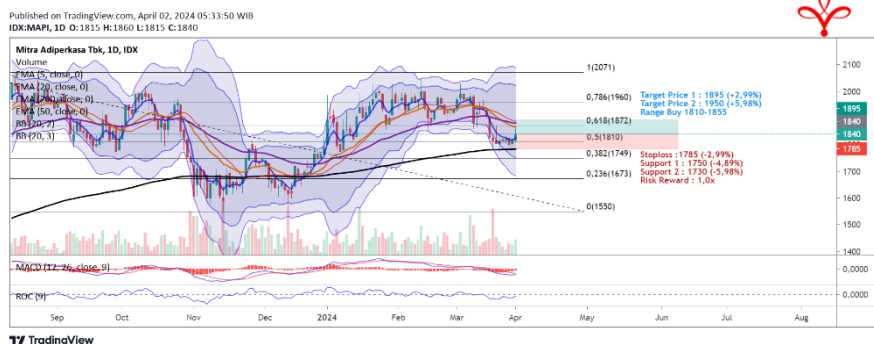 Published on TradingView.com, April 02, 2024 05:33:50 WIB
IDX:MAPI, 1D O:1815 H:1860 L:1815 C:1840
Mitra Adiperkasa Tbk, 1D, IDX
Volume
EMA (5, close, 0)
EMA (20, close, 0)
EMA (200, close, 0)
EMA (50, close, 0)
BB (20, 2)
BB (20, 3)
1(2071)
0,786(1960)
0,618(1872)
0,5(1810)
0,382(1749)
0,236(1673)
0(1550)
Target Price 1 : 1895 (+2,99%)
Target Price 2 : 1950 (+5,98%)
Range Buy 1810-1855
Stoploss :1785 (-2,99%)
Support 1 : 1750 (-4,89%)
Support 2 : 1730 (-5,98%)
Risk Reward : 1,0x
2100
2000
1895
1840
1840
1785
1700
1600
1500
1400
MACD (12, 26, close, 9)
0,0000
ROC (9)
0,0000
Sep Oct Nov Dec 2024 Feb Mar Apr May Jun Jul Aug
TradingView